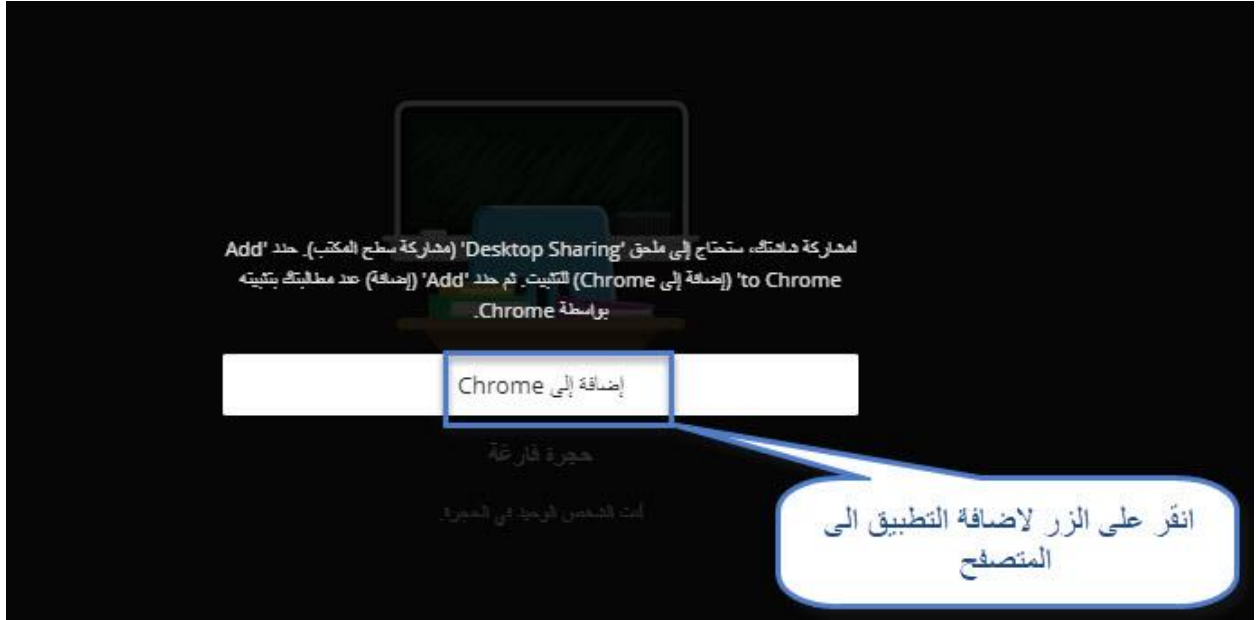 لمشاركة شاشتك، ستحتاج إلى ملحق 'Desktop Sharing' (مشاركة سطح المكتب). حدد 'Add
to Chrome' (إضافة إلى Chrome) للتثبيت. ثم حدد 'Add' (إضافة) عند مطالبتك بتثبيته
بواسطة Chrome.
إضافة إلى Chrome
حجرة فارغة
أنت الشخص الوحيد في الحجرة.
انقر على الزر لاضافة التطبيق الى
المتصفح